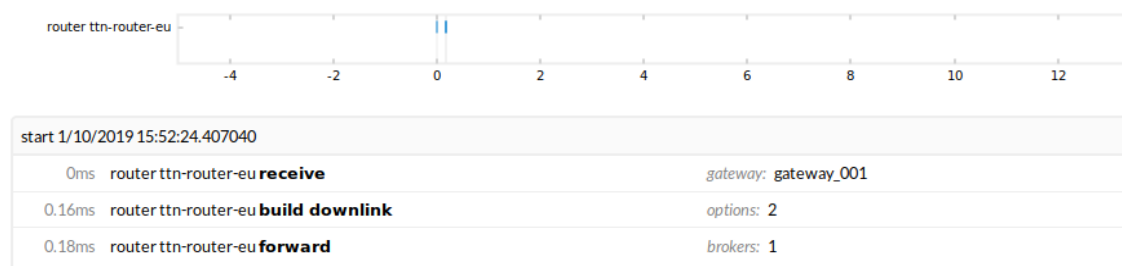 router ttn-router-eu
-4 -2 0 2 4 6 8 10 12
start 1/10/2019 15:52:24.407040
0ms router ttn-router-eu receive gateway: gateway_001
0.16ms router ttn-router-eu build downlink options: 2
0.18ms router ttn-router-eu forward brokers: 1